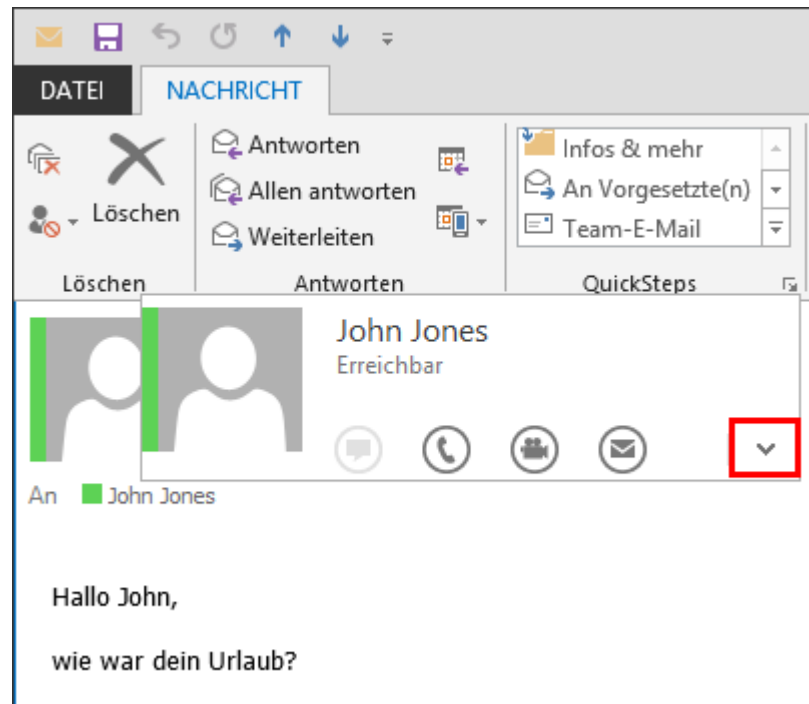 DATEI NACHRICHT
Antworten
Allen antworten
Weiterleiten
Löschen
Infos & mehr
An Vorgesetzte(n)
Team-E-Mail
Löschen Antworten QuickSteps
John Jones
Erreichbar
An John Jones
Hallo John,
wie war dein Urlaub?